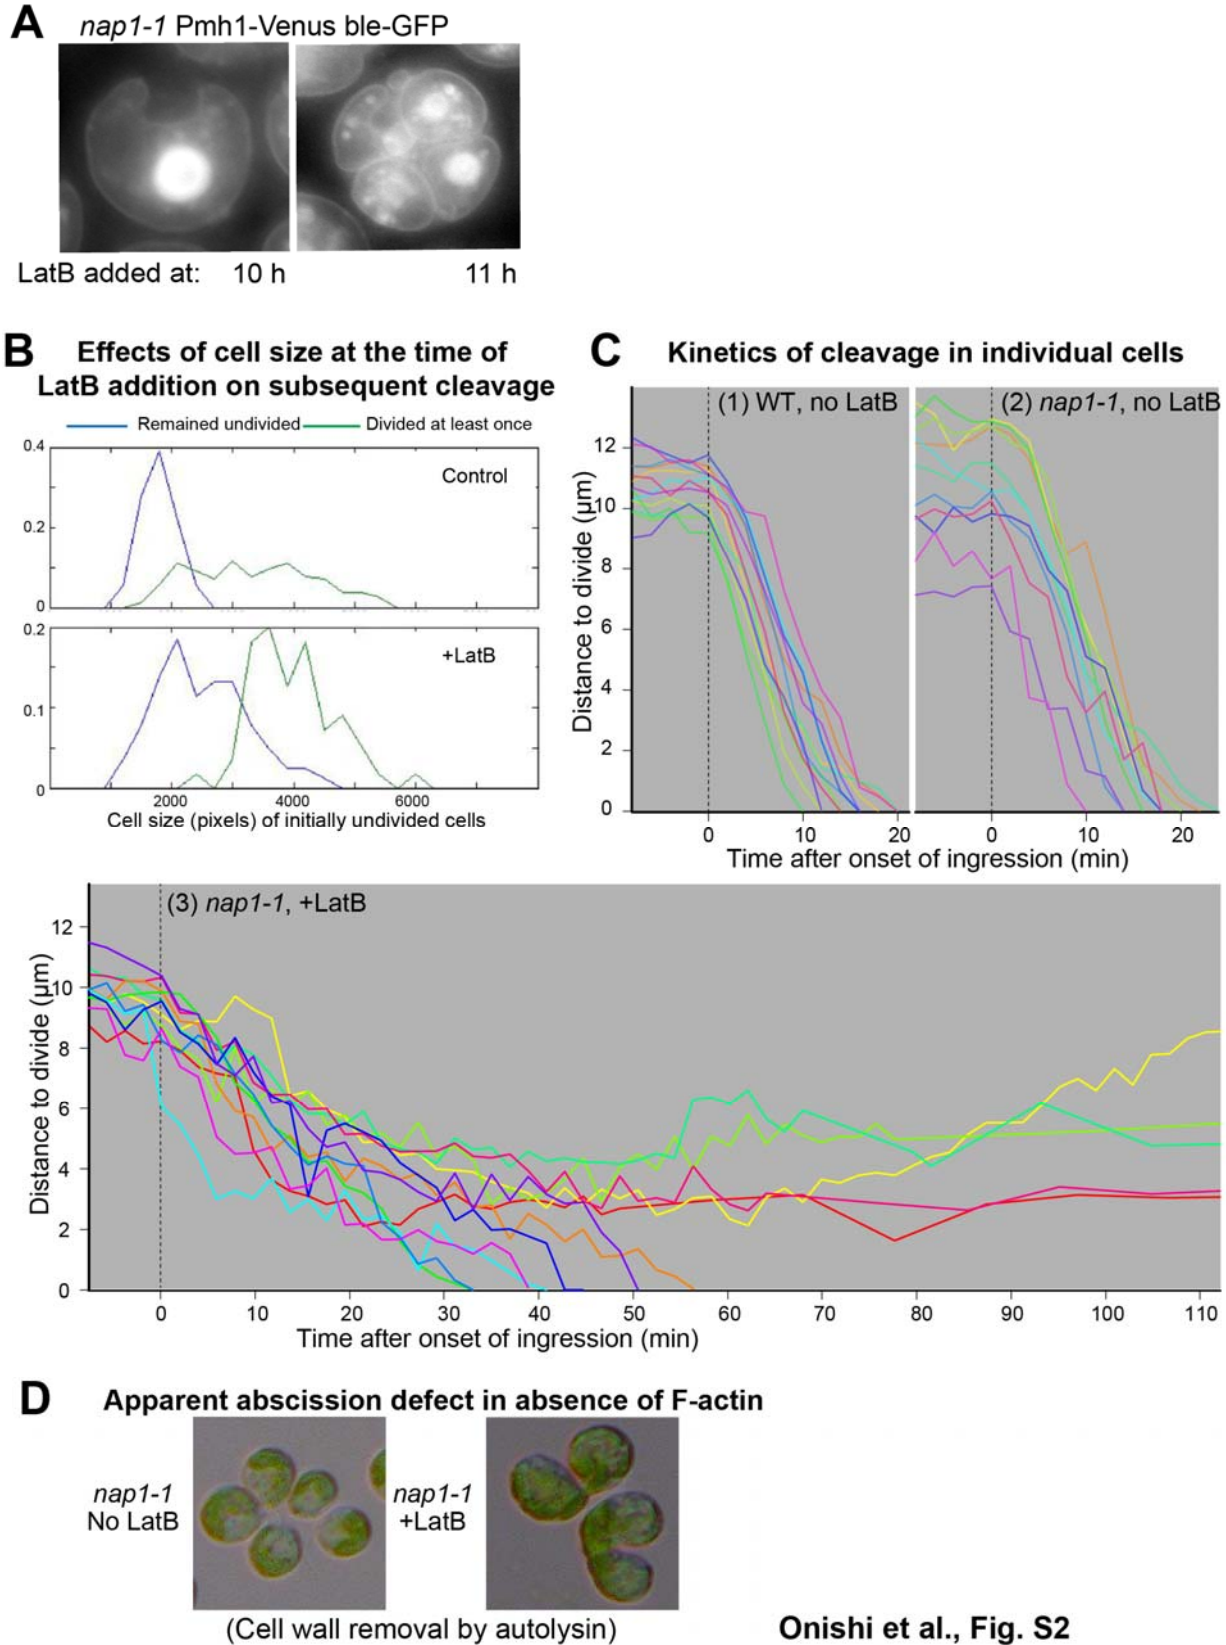 A
nap1-1 Pmh1-Venus ble-GFP
LatB added at: 10 h 11 h
B Effects of cell size at the time of
LatB addition on subsequent cleavage
Remained undivided Divided at least once
0.4
Control
0.2
0
0.2
+LatB
0.1
0
2000 4000 6000
Cell size (pixels) of initially undivided cells
C Kinetics of cleavage in individual cells
(1) WT, no LatB (2) nap1-1, no LatB
12
10
8
6
4
2
0
Distance to divide (µm)
0 10 20 0 10 20
Time after onset of ingression (min)
(3) nap1-1, +LatB
12
10
8
6
4
2
0
Distance to divide (µm)
0 10 20 30 40 50 60 70 80 90 100 110
Time after onset of ingression (min)
D Apparent abscission defect in absence of F-actin
nap1-1
No LatB
nap1-1
+LatB
(Cell wall removal by autolysin)
Onishi et al., Fig. S2